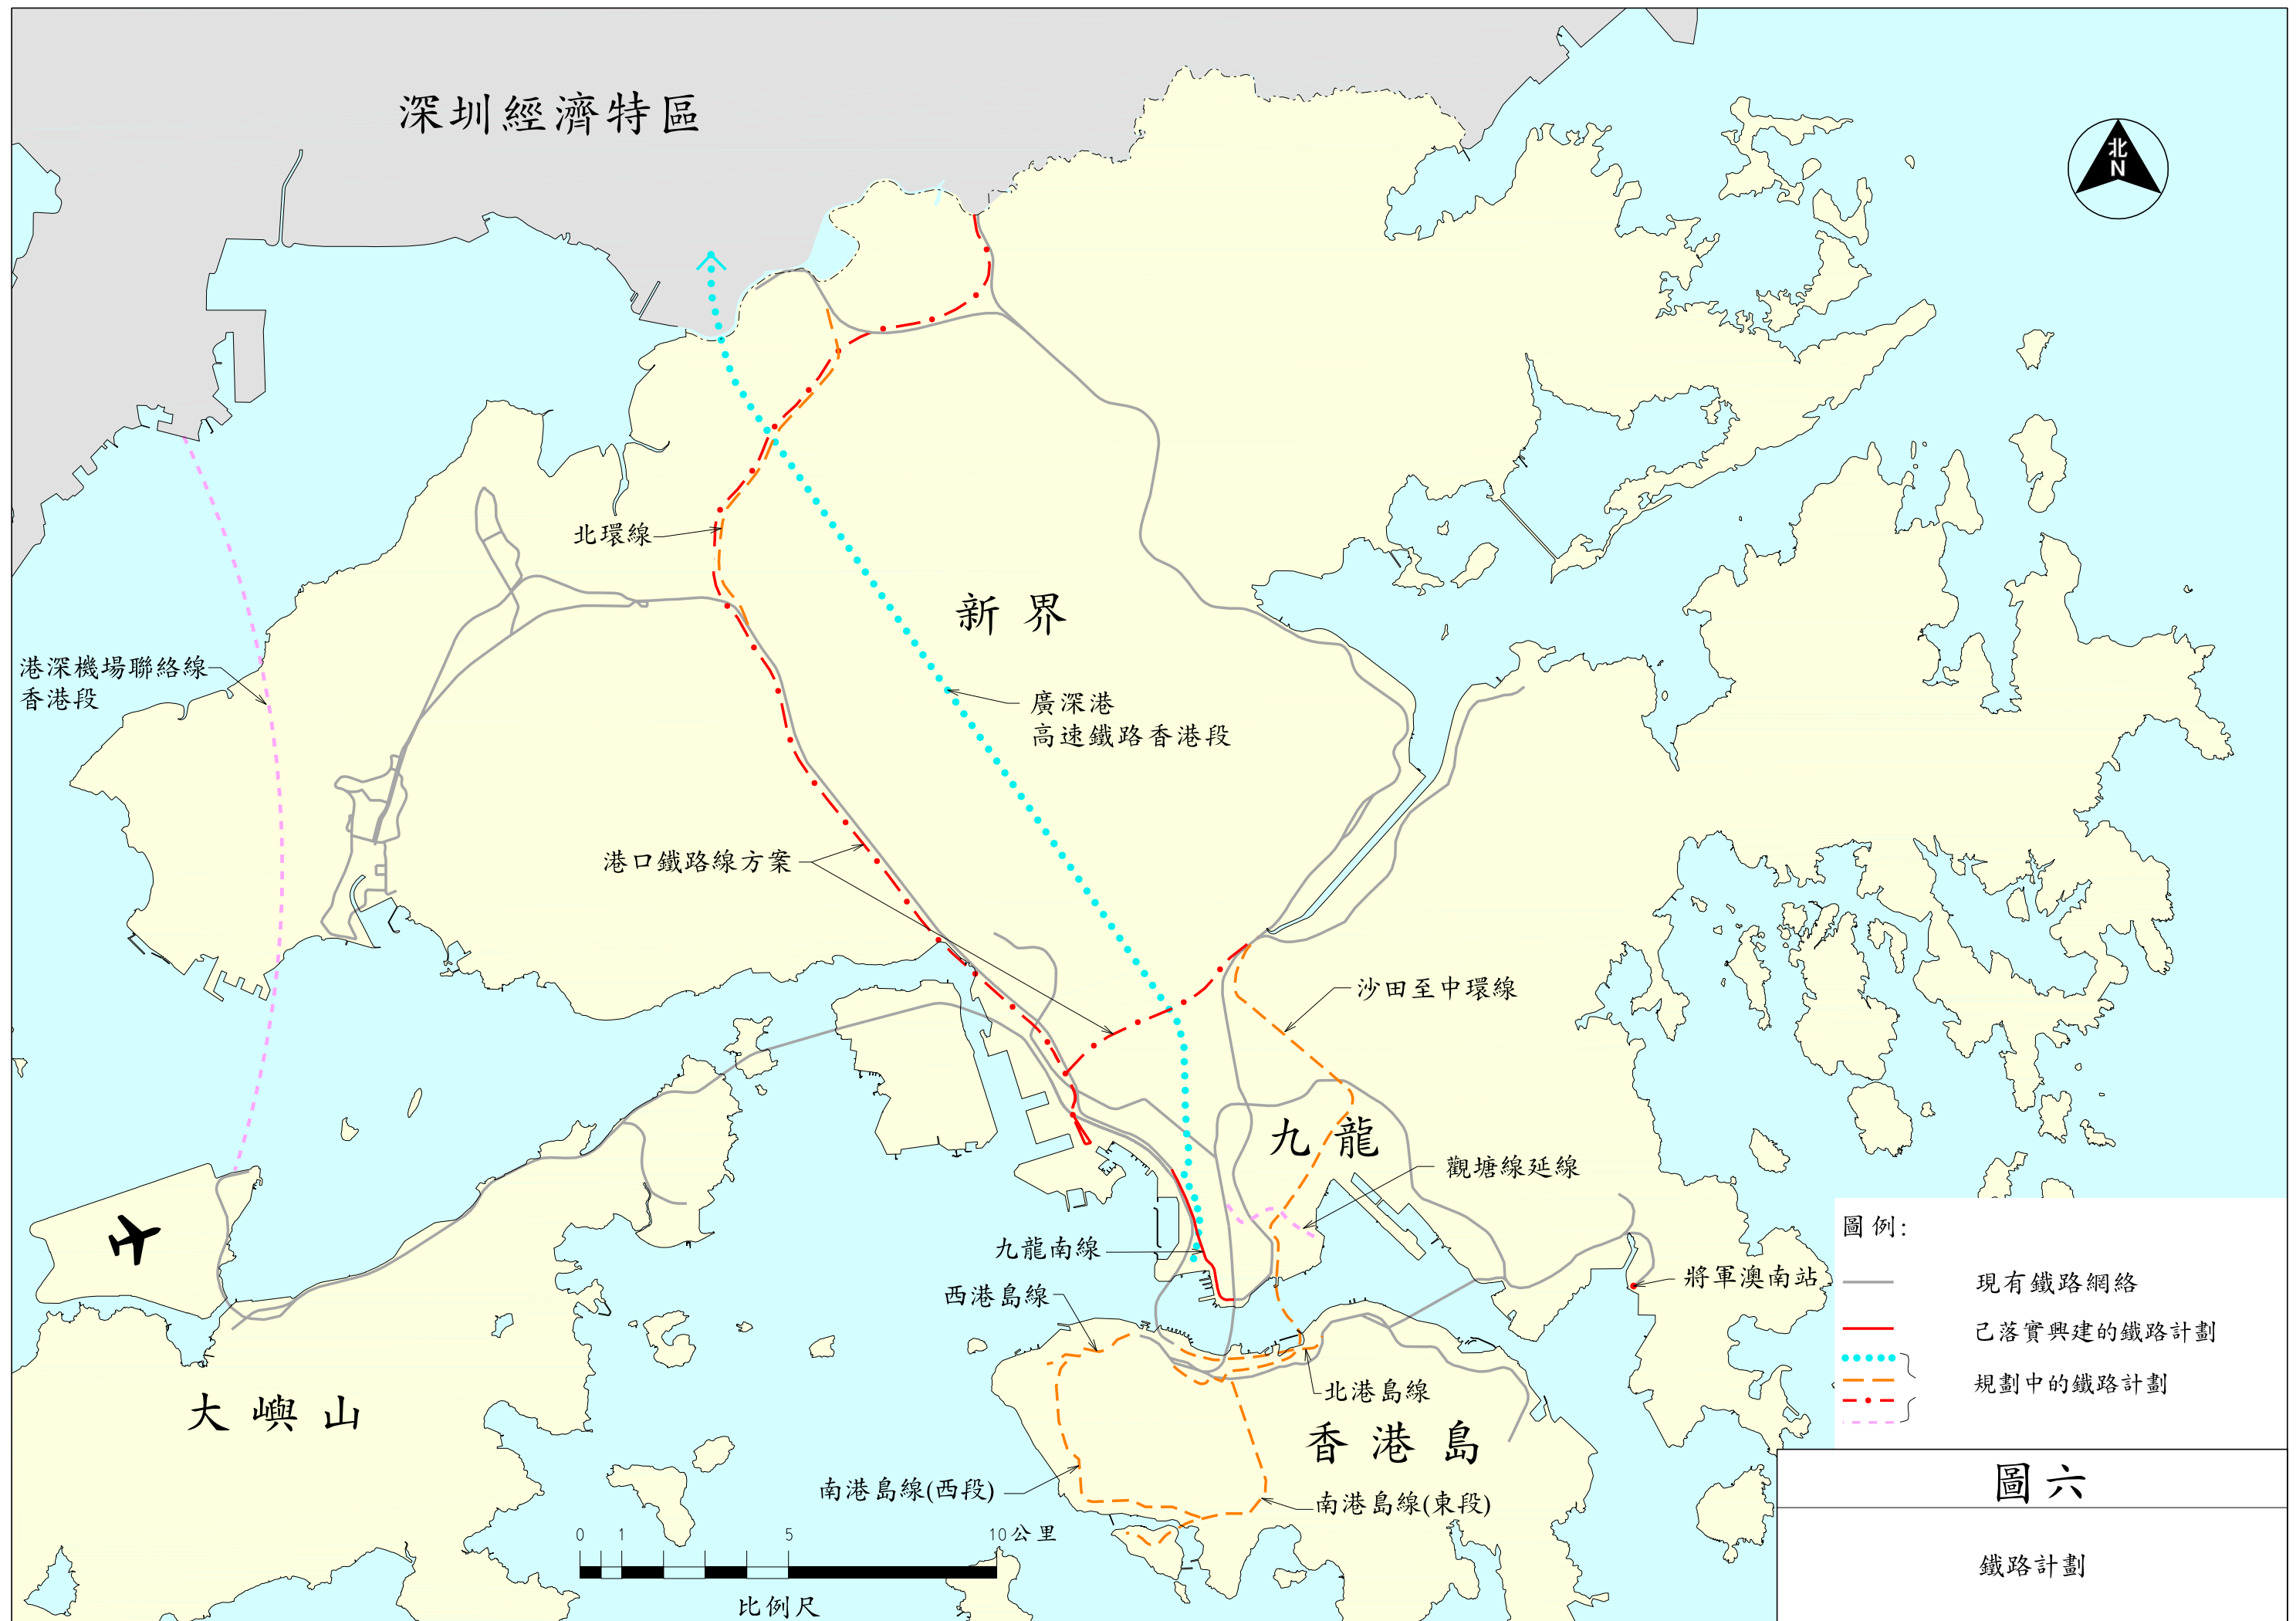 深圳經濟特區
北
N
北環線
新界
港深機場聯絡線
香港段
廣深港
高速鐵路香港段
港口鐵路線方案
沙田至中環線
九龍
觀塘線延線
圖例:
九龍南線
將軍澳南站
現有鐵路網絡
西港島線
已落實興建的鐵路計劃
北港島線
規劃中的鐵路計劃
大嶼山
香港島
南港島線(西段)
南港島線(東段)
圖六
0 1 5 10公里
鐵路計劃
比例尺